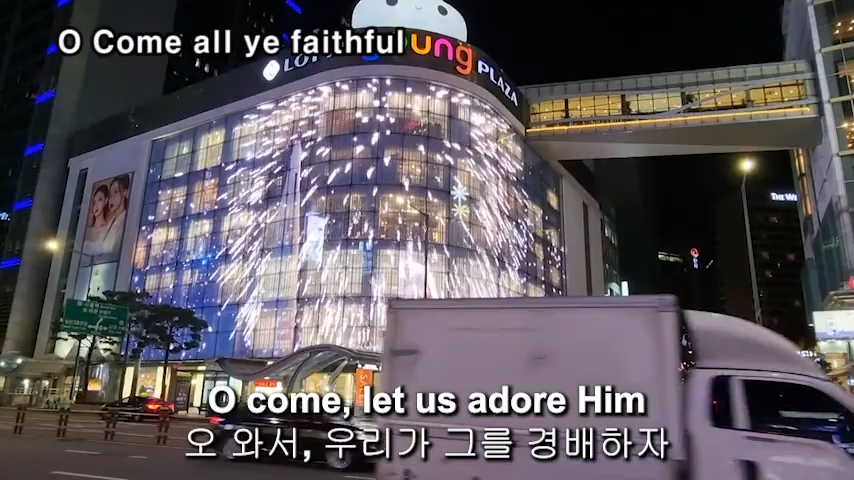 O Come all ye faithful
Young PLAZA
THE W
O come, let us adore Him
오 와서, 우리가 그를 경배하자